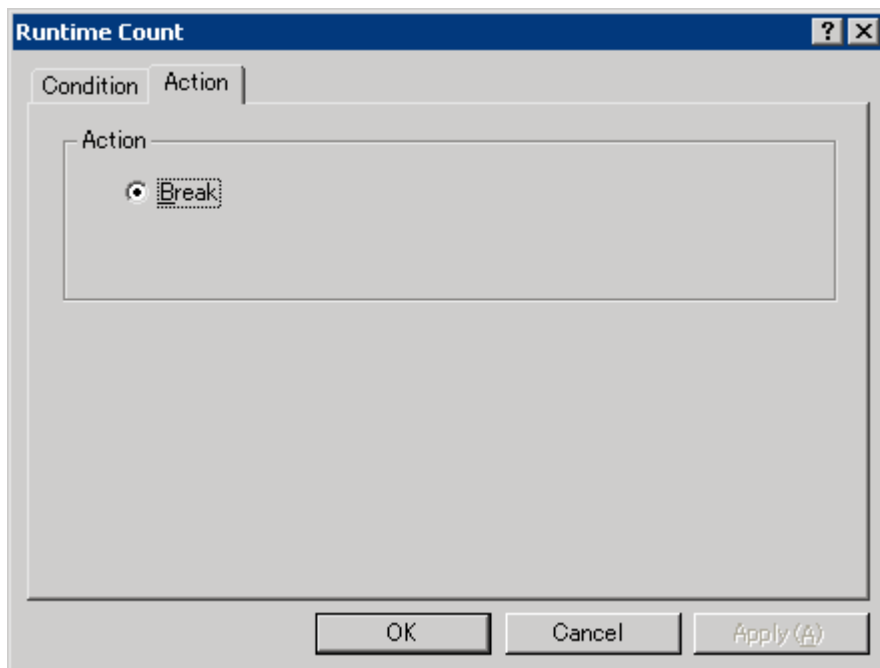 Runtime Count
Condition Action
Action
Break
OK Cancel Apply (A)